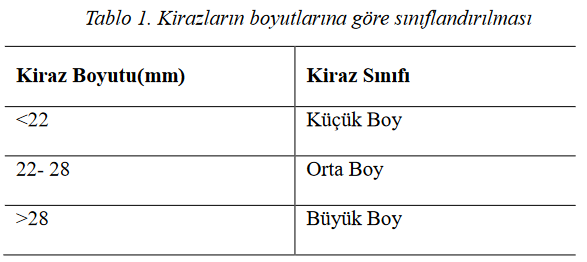 Tablo 1. Kirazların boyutlarına göre sınıflandırılması
Kiraz Boyutu(mm) Kiraz Sınıfı
<22 Küçük Boy
22- 28 Orta Boy
>28 Büyük Boy